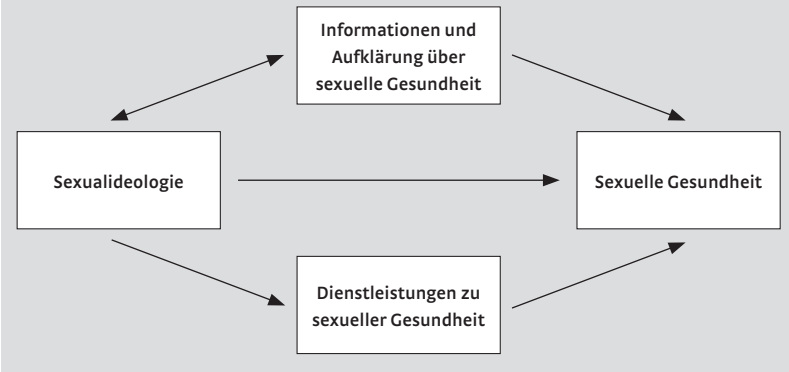 Informationen und
Aufklärung über
sexuelle Gesundheit
Sexualideologie
Sexuelle Gesundheit
Dienstleistungen zu
sexueller Gesundheit